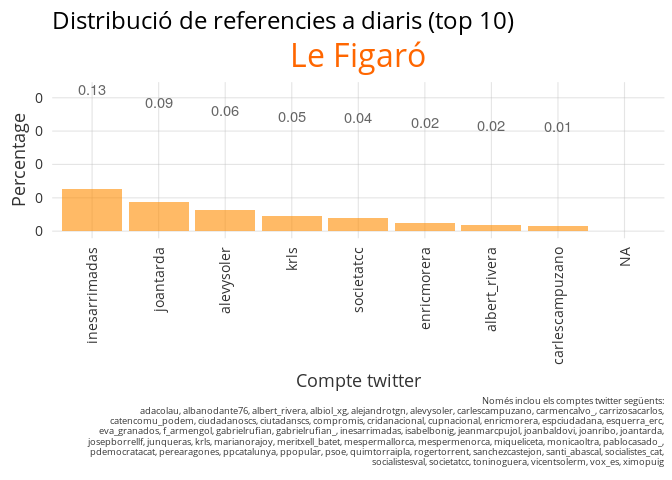 Distribució de referencies a diaris (top 10)
Le Figaró
0.13
0.09
0.06
0.05
0.04
0.02
0.02
0.01
0
0
0
0
0
Percentage
inesarrimadas
joantarda
alevysoler
krls
societatcc
enricmorera
albert_rivera
carlescampuzano
NA
Compte twitter
Només inclou els comptes twitter següents:
adacolau, albanodante76, albert_rivera, albiol_xg, alejandrotgn, alevysoler, carlescampuzano, carmencalvo_, carrizosacarlos,
catencomu_podem, ciudadanoscs, ciutadanscs, compromis, cridanacional, cupnacional, enricmorera, espciudadana, esquerra_erc,
eva_granados, f_armengol, gabrielrufian, gabrielrufian_, inesarrimadas, isabelbonig, jeanmarcpujol, joanbaldovi, joanribo, joantarda,
josepborrellf, junqueras, krls, marianorajoy, meritxell_batet, mespermallorca, mespermenorca, miqueliceta, monicaoltra, pablocasado_,
pdemocratacat, perearagones, ppcatalunya, ppopular, psoe, quimtorraipla, rogertorrent, sanchezcastejon, santi_abascal, socialistes_cat,
socialistesval, societatcc, toninoguera, vicentsolerm, vox_es, ximopuig